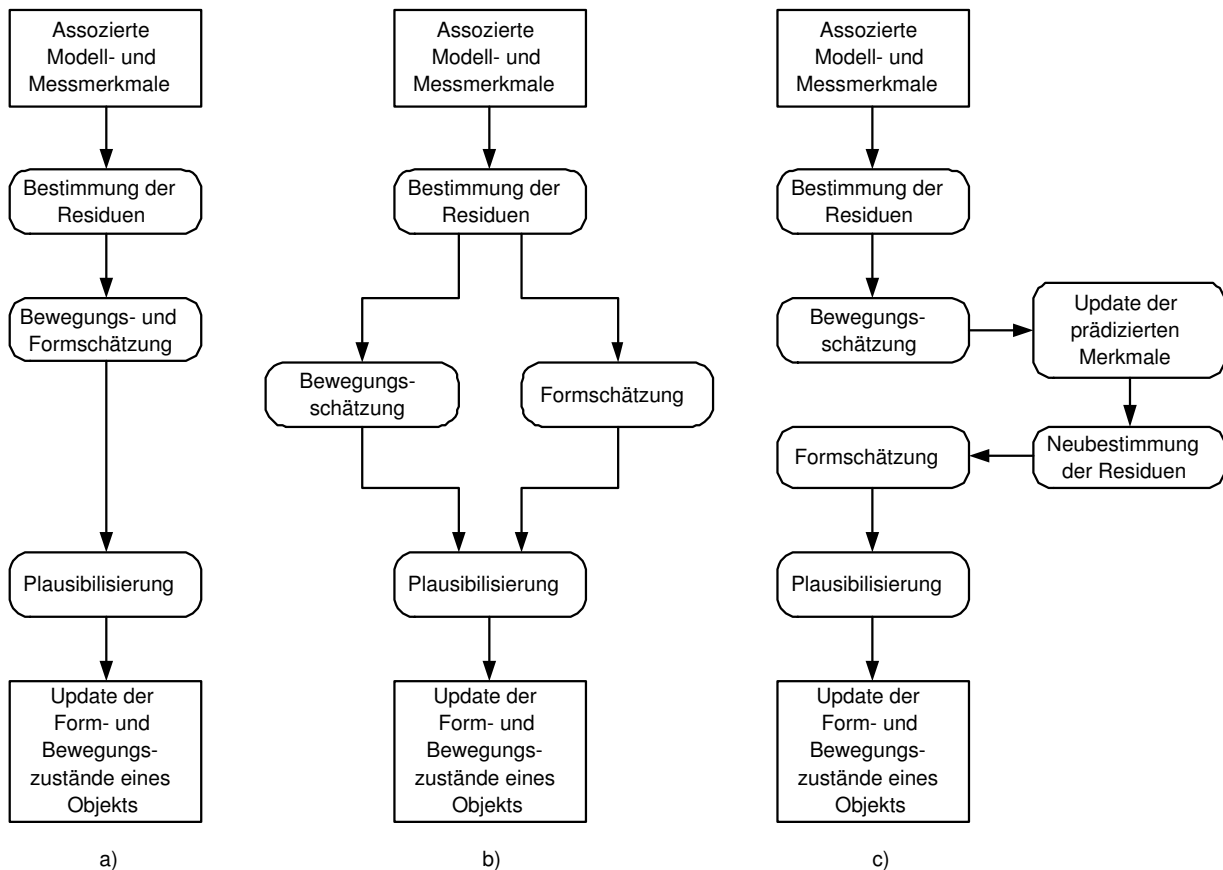 Assozierte
Modell- und
Messmerkmale
Bestimmung der
Residuen
Bewegungs- und
Formschätzung
Plausibilisierung
Update der
Form- und
Bewegungs-
zustände eines
Objekts
a)
Assozierte
Modell- und
Messmerkmale
Bestimmung der
Residuen
Bewegungs-
schätzung
Formschätzung
Plausibilisierung
Update der
Form- und
Bewegungs-
zustände eines
Objekts
b)
Assozierte
Modell- und
Messmerkmale
Bestimmung der
Residuen
Bewegungs-
schätzung
Update der
prädizierten
Merkmale
Neubestimmung
der Residuen
Formschätzung
Plausibilisierung
Update der
Form- und
Bewegungs-
zustände eines
Objekts
c)